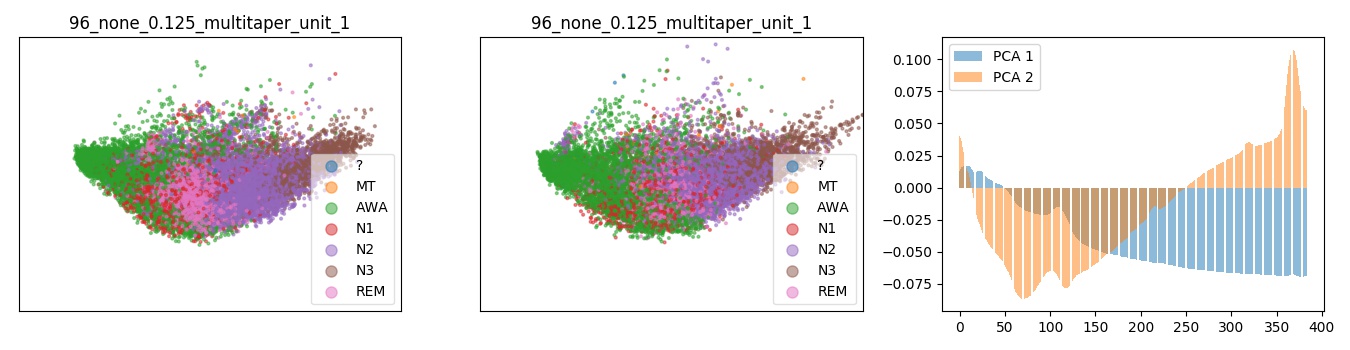 96_none_0.125_multitaper_unit_1
?
MT
AWA
N1
N2
N3
REM
96_none_0.125_multitaper_unit_1
?
MT
AWA
N1
N2
N3
REM
PCA 1
PCA 2
0.100
0.075
0.050
0.025
0.000
−0.025
−0.050
−0.075
0 50 100 150 200 250 300 350 400